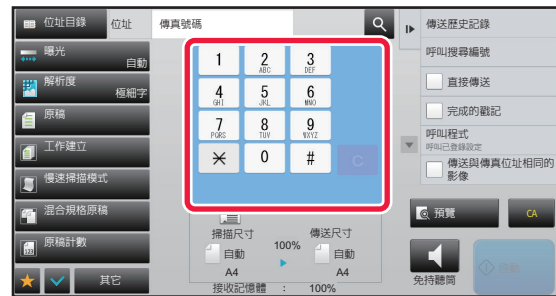 位址目錄
位址
傳真號碼
曝光
自動
解析度
極細字
原稿
工作建立
慢速掃描模式
混合規格原稿
原稿計數
其它
1
2
ABC
3
DEF
4
GHI
5
JKL
6
MNO
7
PQRS
8
TUV
9
WXYZ
0
#
C
掃描尺寸
自動
A4
100%
傳送尺寸
自動
A4
接收記憶體 : 100%
傳送歷史記錄
呼叫搜尋編號
直接傳送
完成的戳記
呼叫程式
呼叫已登錄設定
傳送與傳真位址相同的
影像
預覽
CA
免持聽筒